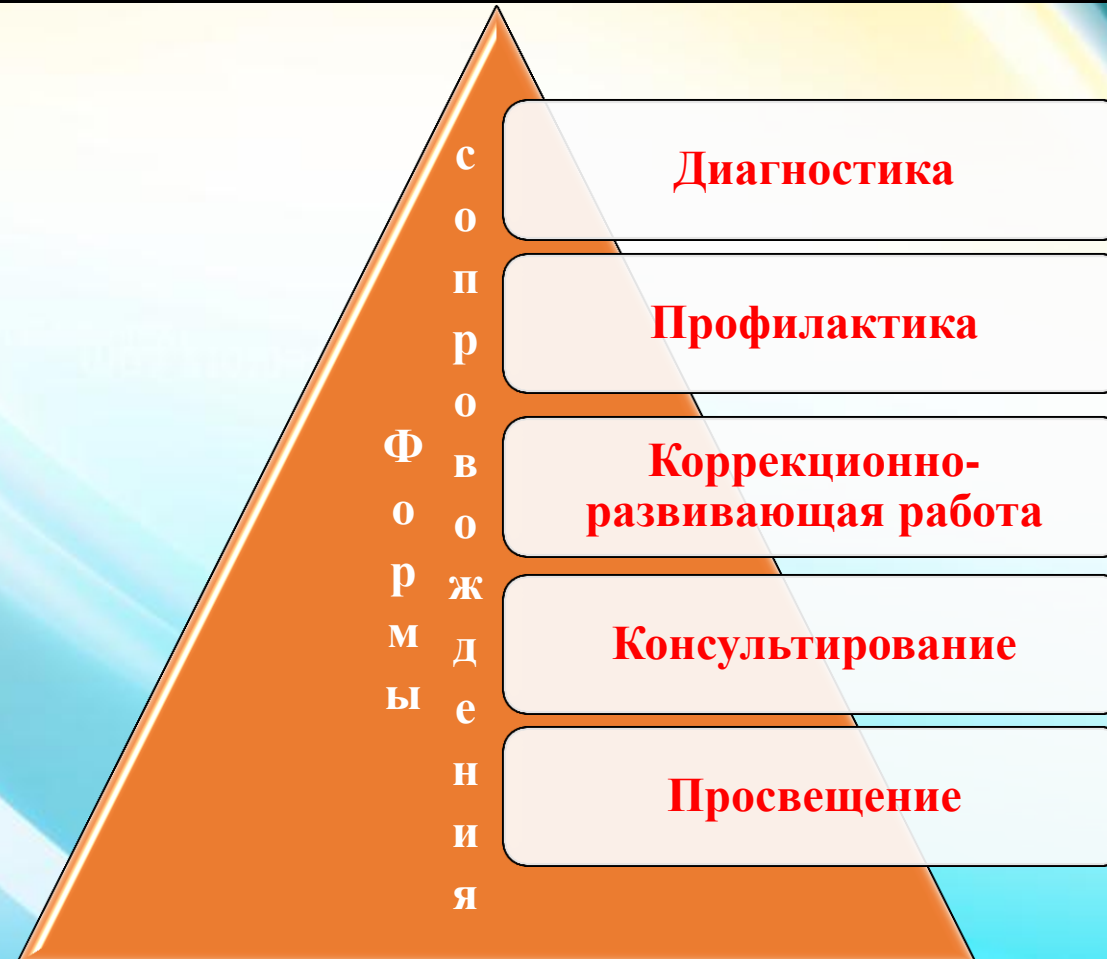 Формы
сопровождения
Диагностика
Профилактика
Коррекционно-
развивающая работа
Консультирование
Просвещение